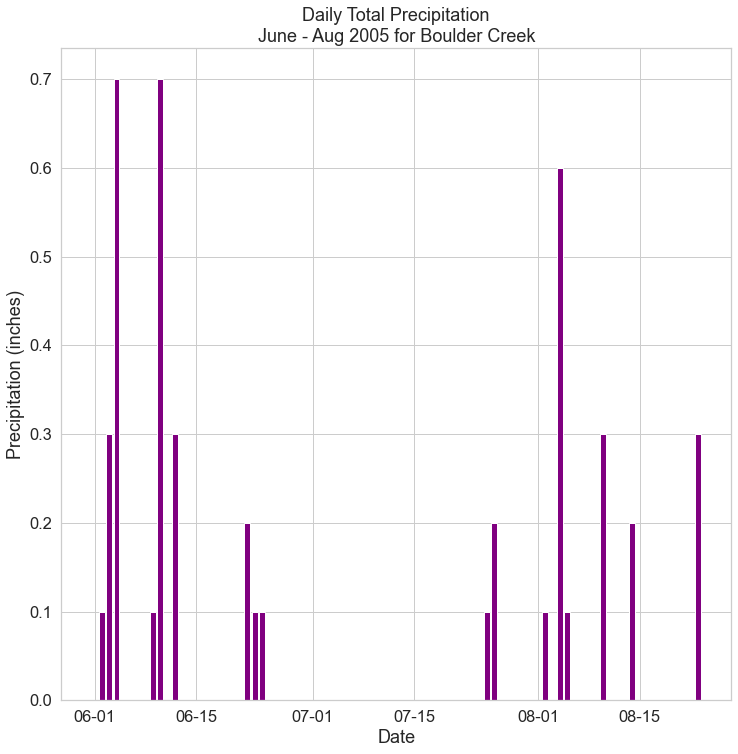 Daily Total Precipitation
June - Aug 2005 for Boulder Creek
Precipitation (inches)
0.7
0.6
0.5
0.4
0.3
0.2
0.1
0.0
06-01 06-15 07-01 07-15 08-01 08-15
Date